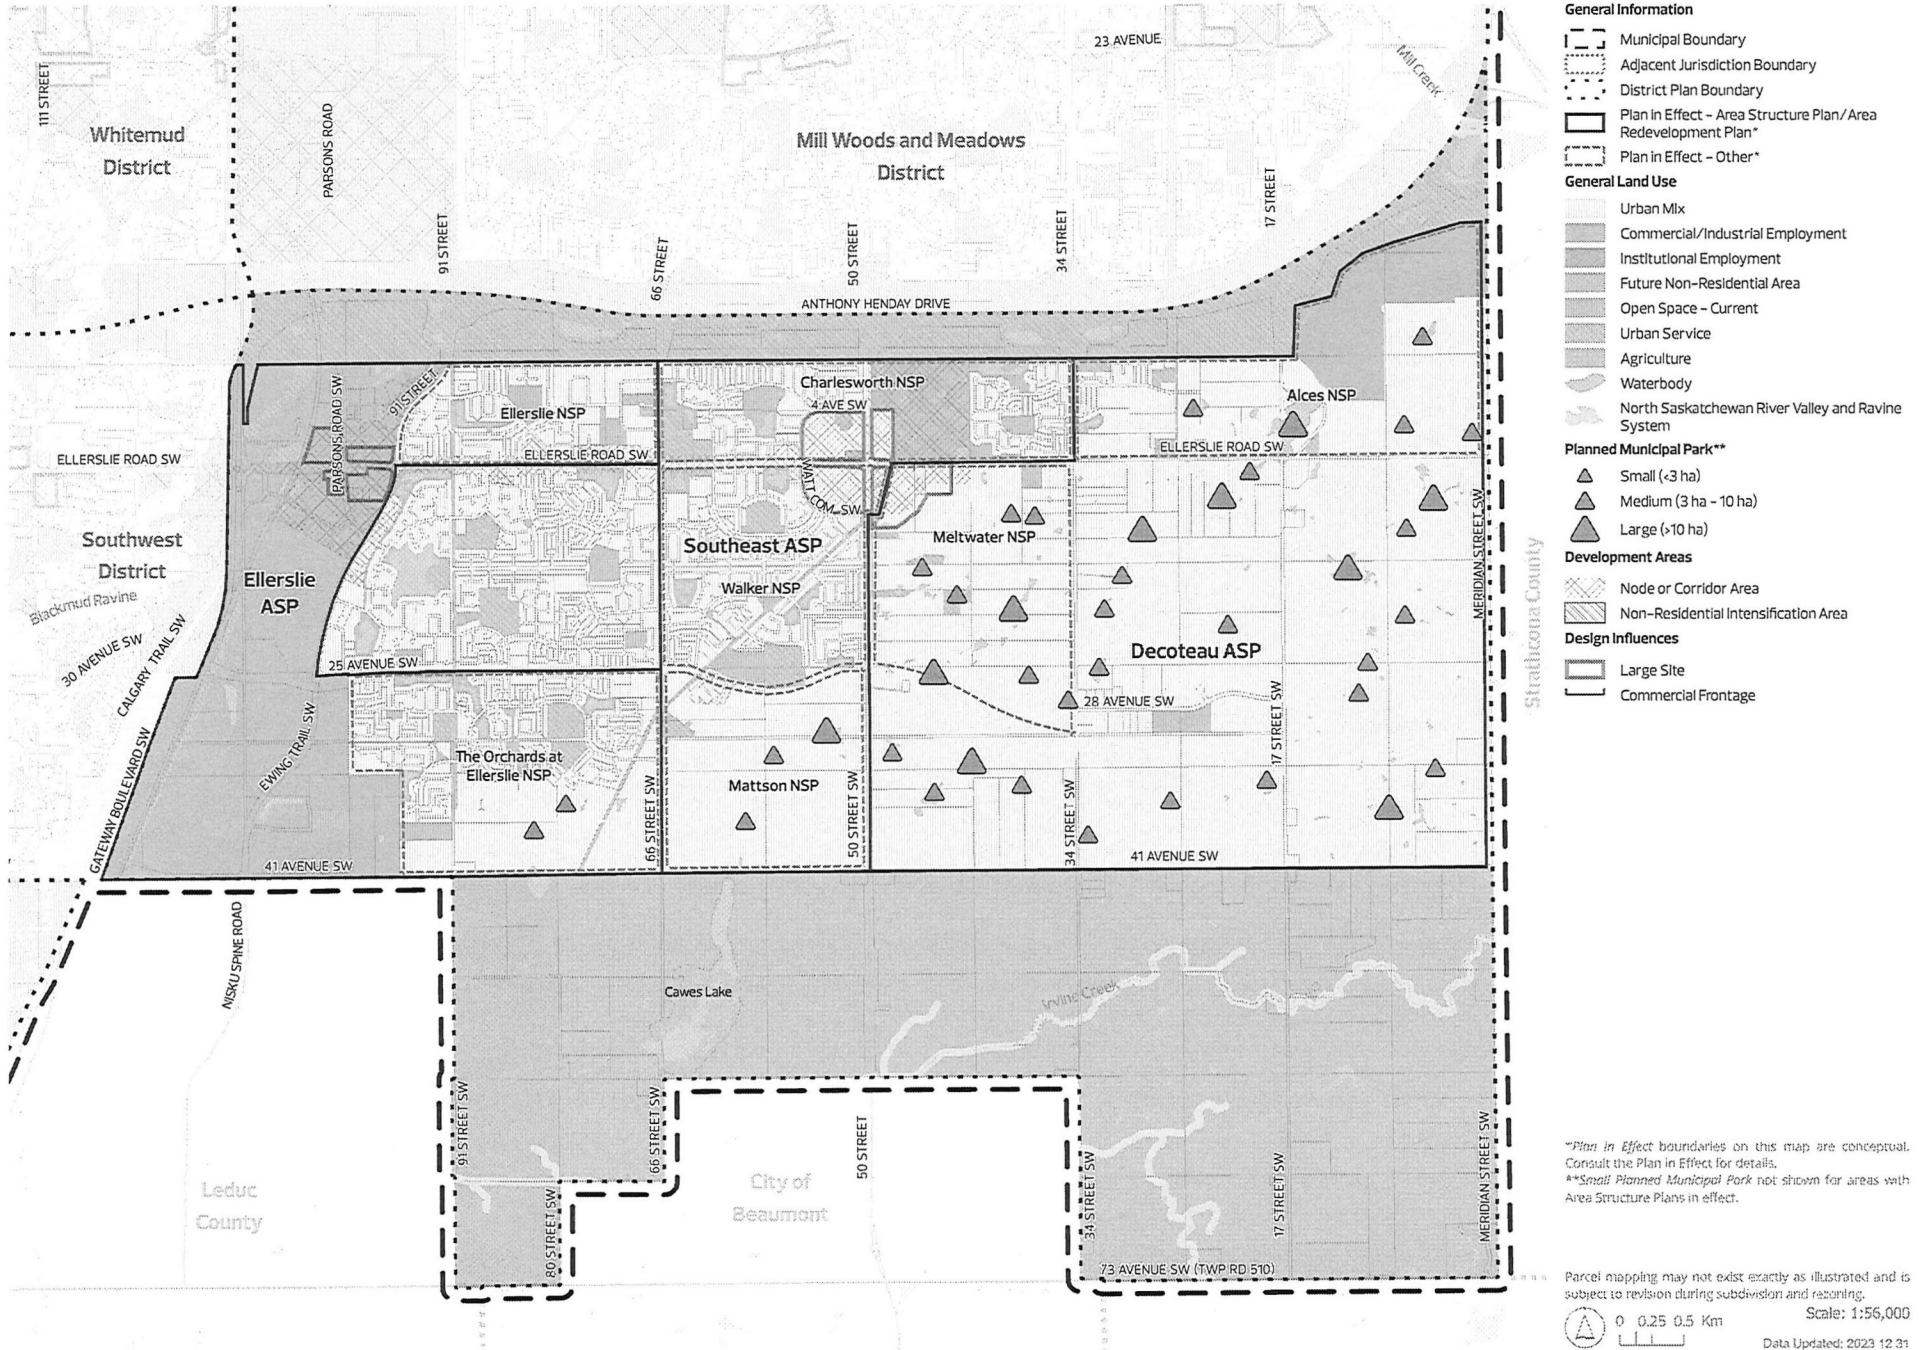 111 STREET
Whitemud
District
PARSONS ROAD
91 STREET
66 STREET
Mill Woods and Meadows
District
50 STREET
23 AVENUE
34 STREET
17 STREET
Mill Creek
ANTHONY HENDAY DRIVE
PARSONS ROAD SW
91 STREET
Ellerslie NSP
ELLERSLIE ROAD SW
Charlesworth NSP
4 AVE SW
Alces NSP
ELLERSLIE ROAD SW
ELLERSLIE ROAD SW
WATT COM. SW
Southwest
District
Blackmud Ravine
30 AVENUE SW
CALGARY TRAIL SW
Ellerslie
ASP
25 AVENUE SW
Southeast ASP
Walker NSP
Meltwater NSP
Decoteau ASP
MERIDIAN STREET SW
Strathcona County
28 AVENUE SW
17 STREET SW
GATEWAY BOULEVARD SW
EWING TRAIL SW
The Orchards at
Ellerslie NSP
66 STREET SW
Mattson NSP
50 STREET SW
34 STREET SW
41 AVENUE SW
41 AVENUE SW
NISKU SPINE ROAD
Cawes Lake
Irvine Creek
91 STREET SW
66 STREET SW
80 STREET SW
50 STREET
Leduc
County
City of
Beaumont
34 STREET SW
17 STREET SW
MERIDIAN STREET SW
73 AVENUE SW (TWP RD 510)
General Information
Municipal Boundary
Adjacent Jurisdiction Boundary
District Plan Boundary
Plan in Effect - Area Structure Plan/Area
Redevelopment Plan*
Plan in Effect - Other*
General Land Use
Urban Mix
Commercial/Industrial Employment
Institutional Employment
Future Non-Residential Area
Open Space - Current
Urban Service
Agriculture
Waterbody
North Saskatchewan River Valley and Ravine
System
Planned Municipal Park**
Small (<3 ha)
Medium (3 ha - 10 ha)
Large (>10 ha)
Development Areas
Node or Corridor Area
Non-Residential Intensification Area
Design Influences
Large Site
Commercial Frontage
*Plan in Effect boundaries on this map are conceptual.
Consult the Plan in Effect for details.
**Small Planned Municipal Park not shown for areas with
Area Structure Plans in effect.
Parcel mapping may not exist exactly as illustrated and is
subject to revision during subdivision and rezoning.
0 0.25 0.5 Km
Scale: 1:56,000
Data Updated: 2023 12 31